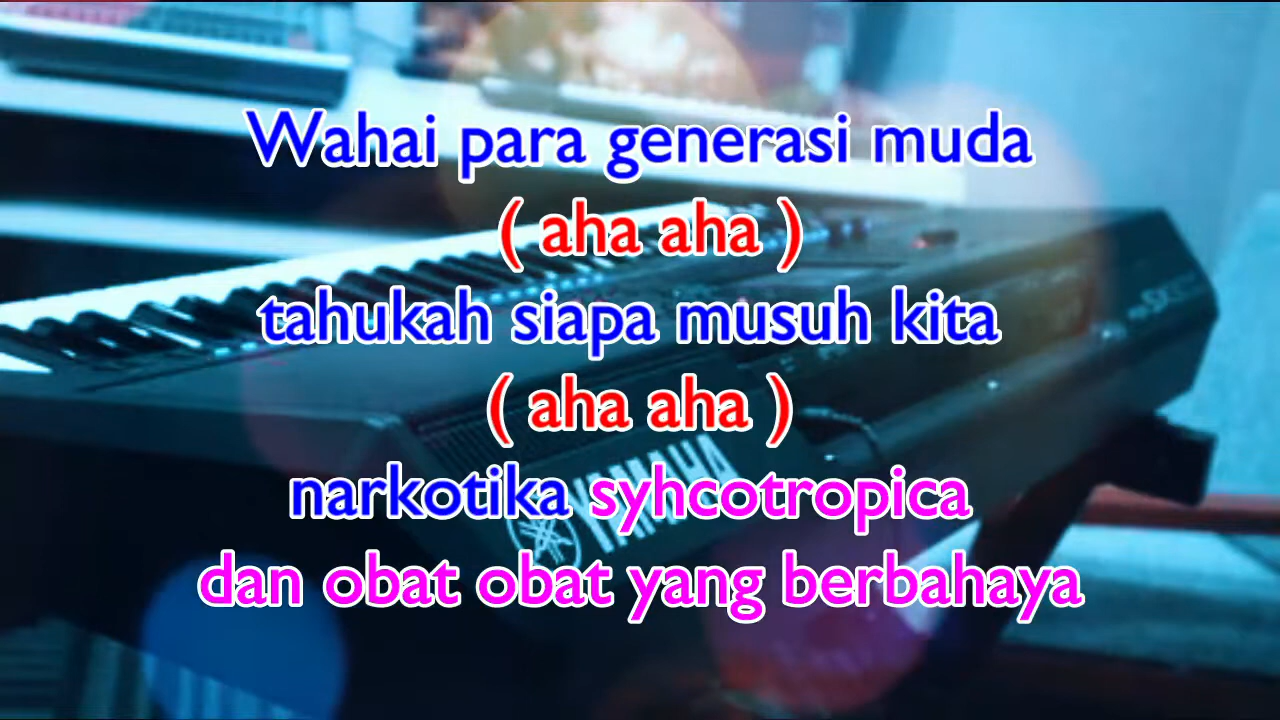 Wahai para generasi muda
( aha aha )
tahukah siapa musuh kita
( aha aha )
narkotika syhcotropica
dan obat obat yang berbahaya
YAMAHA